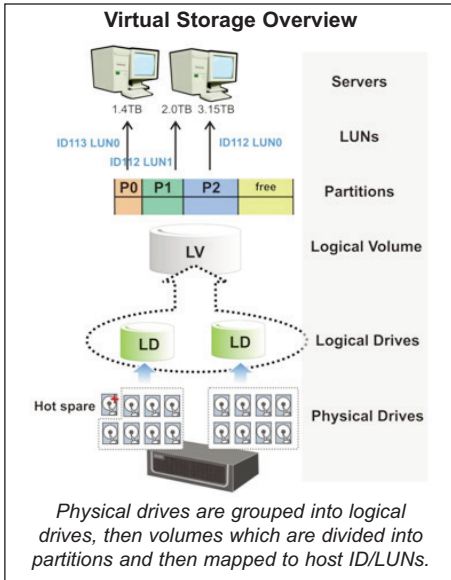 Virtual Storage Overview
Servers
1.4TB 2.0TB 3.15TB
LUNs
ID113 LUN0
ID112 LUN1
ID112 LUN0
P0 P1 P2 free
Partitions
Logical Volume
LV
LD LD
Logical Drives
Hot spare
Physical Drives
Physical drives are grouped into logical
drives, then volumes which are divided into
partitions and then mapped to host ID/LUNs.